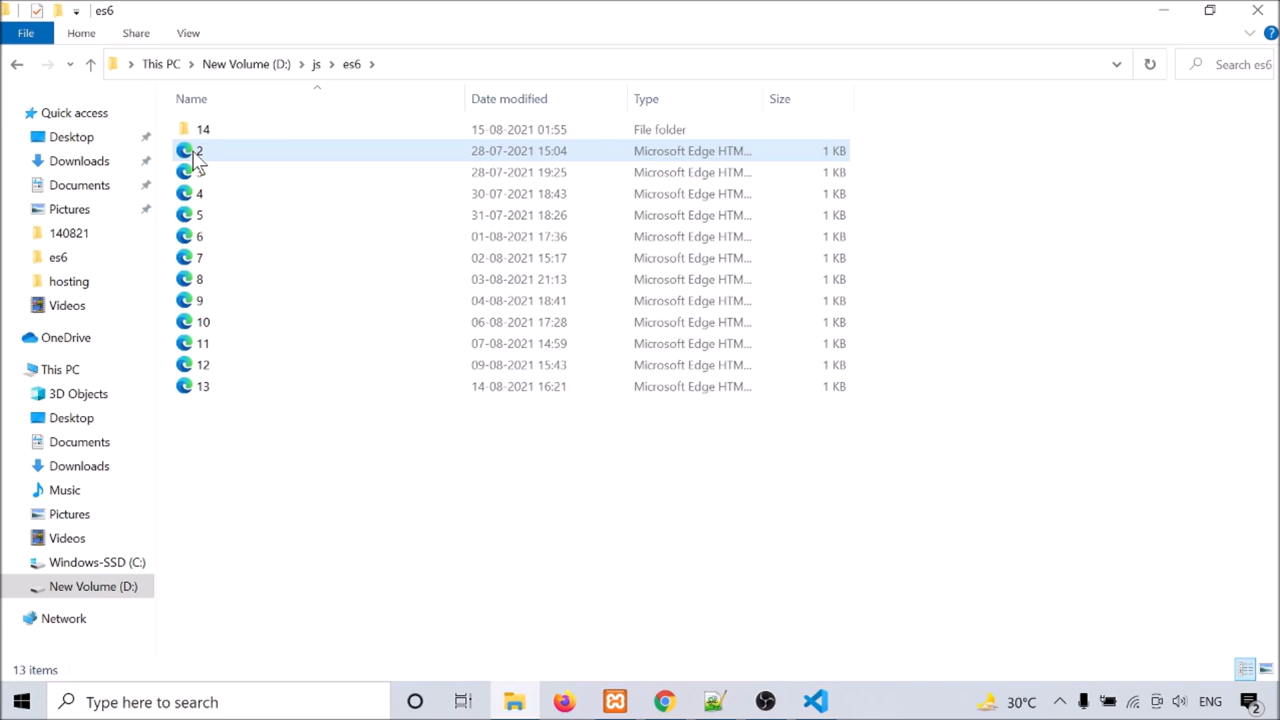 es6
File Home Share View
This PC New Volume (D:) js es6 Search es6
Name Date modified Type Size
14 15-08-2021 01:55 File folder
2 28-07-2021 15:04 Microsoft Edge HTM... 1 KB
28-07-2021 19:25 Microsoft Edge HTM... 1 KB
4 30-07-2021 18:43 Microsoft Edge HTM... 1 KB
5 31-07-2021 18:26 Microsoft Edge HTM... 1 KB
6 01-08-2021 17:36 Microsoft Edge HTM... 1 KB
7 02-08-2021 15:17 Microsoft Edge HTM... 1 KB
8 03-08-2021 21:13 Microsoft Edge HTM... 1 KB
9 04-08-2021 18:41 Microsoft Edge HTM... 1 KB
10 06-08-2021 17:28 Microsoft Edge HTM... 1 KB
11 07-08-2021 14:59 Microsoft Edge HTM... 1 KB
12 09-08-2021 15:43 Microsoft Edge HTM... 1 KB
13 14-08-2021 16:21 Microsoft Edge HTM... 1 KB
Quick access
Desktop
Downloads
Documents
Pictures
140821
es6
hosting
Videos
OneDrive
This PC
3D Objects
Desktop
Documents
Downloads
Music
Pictures
Videos
Windows-SSD (C:)
New Volume (D:)
Network
13 items
Type here to search 30°C ENG 2